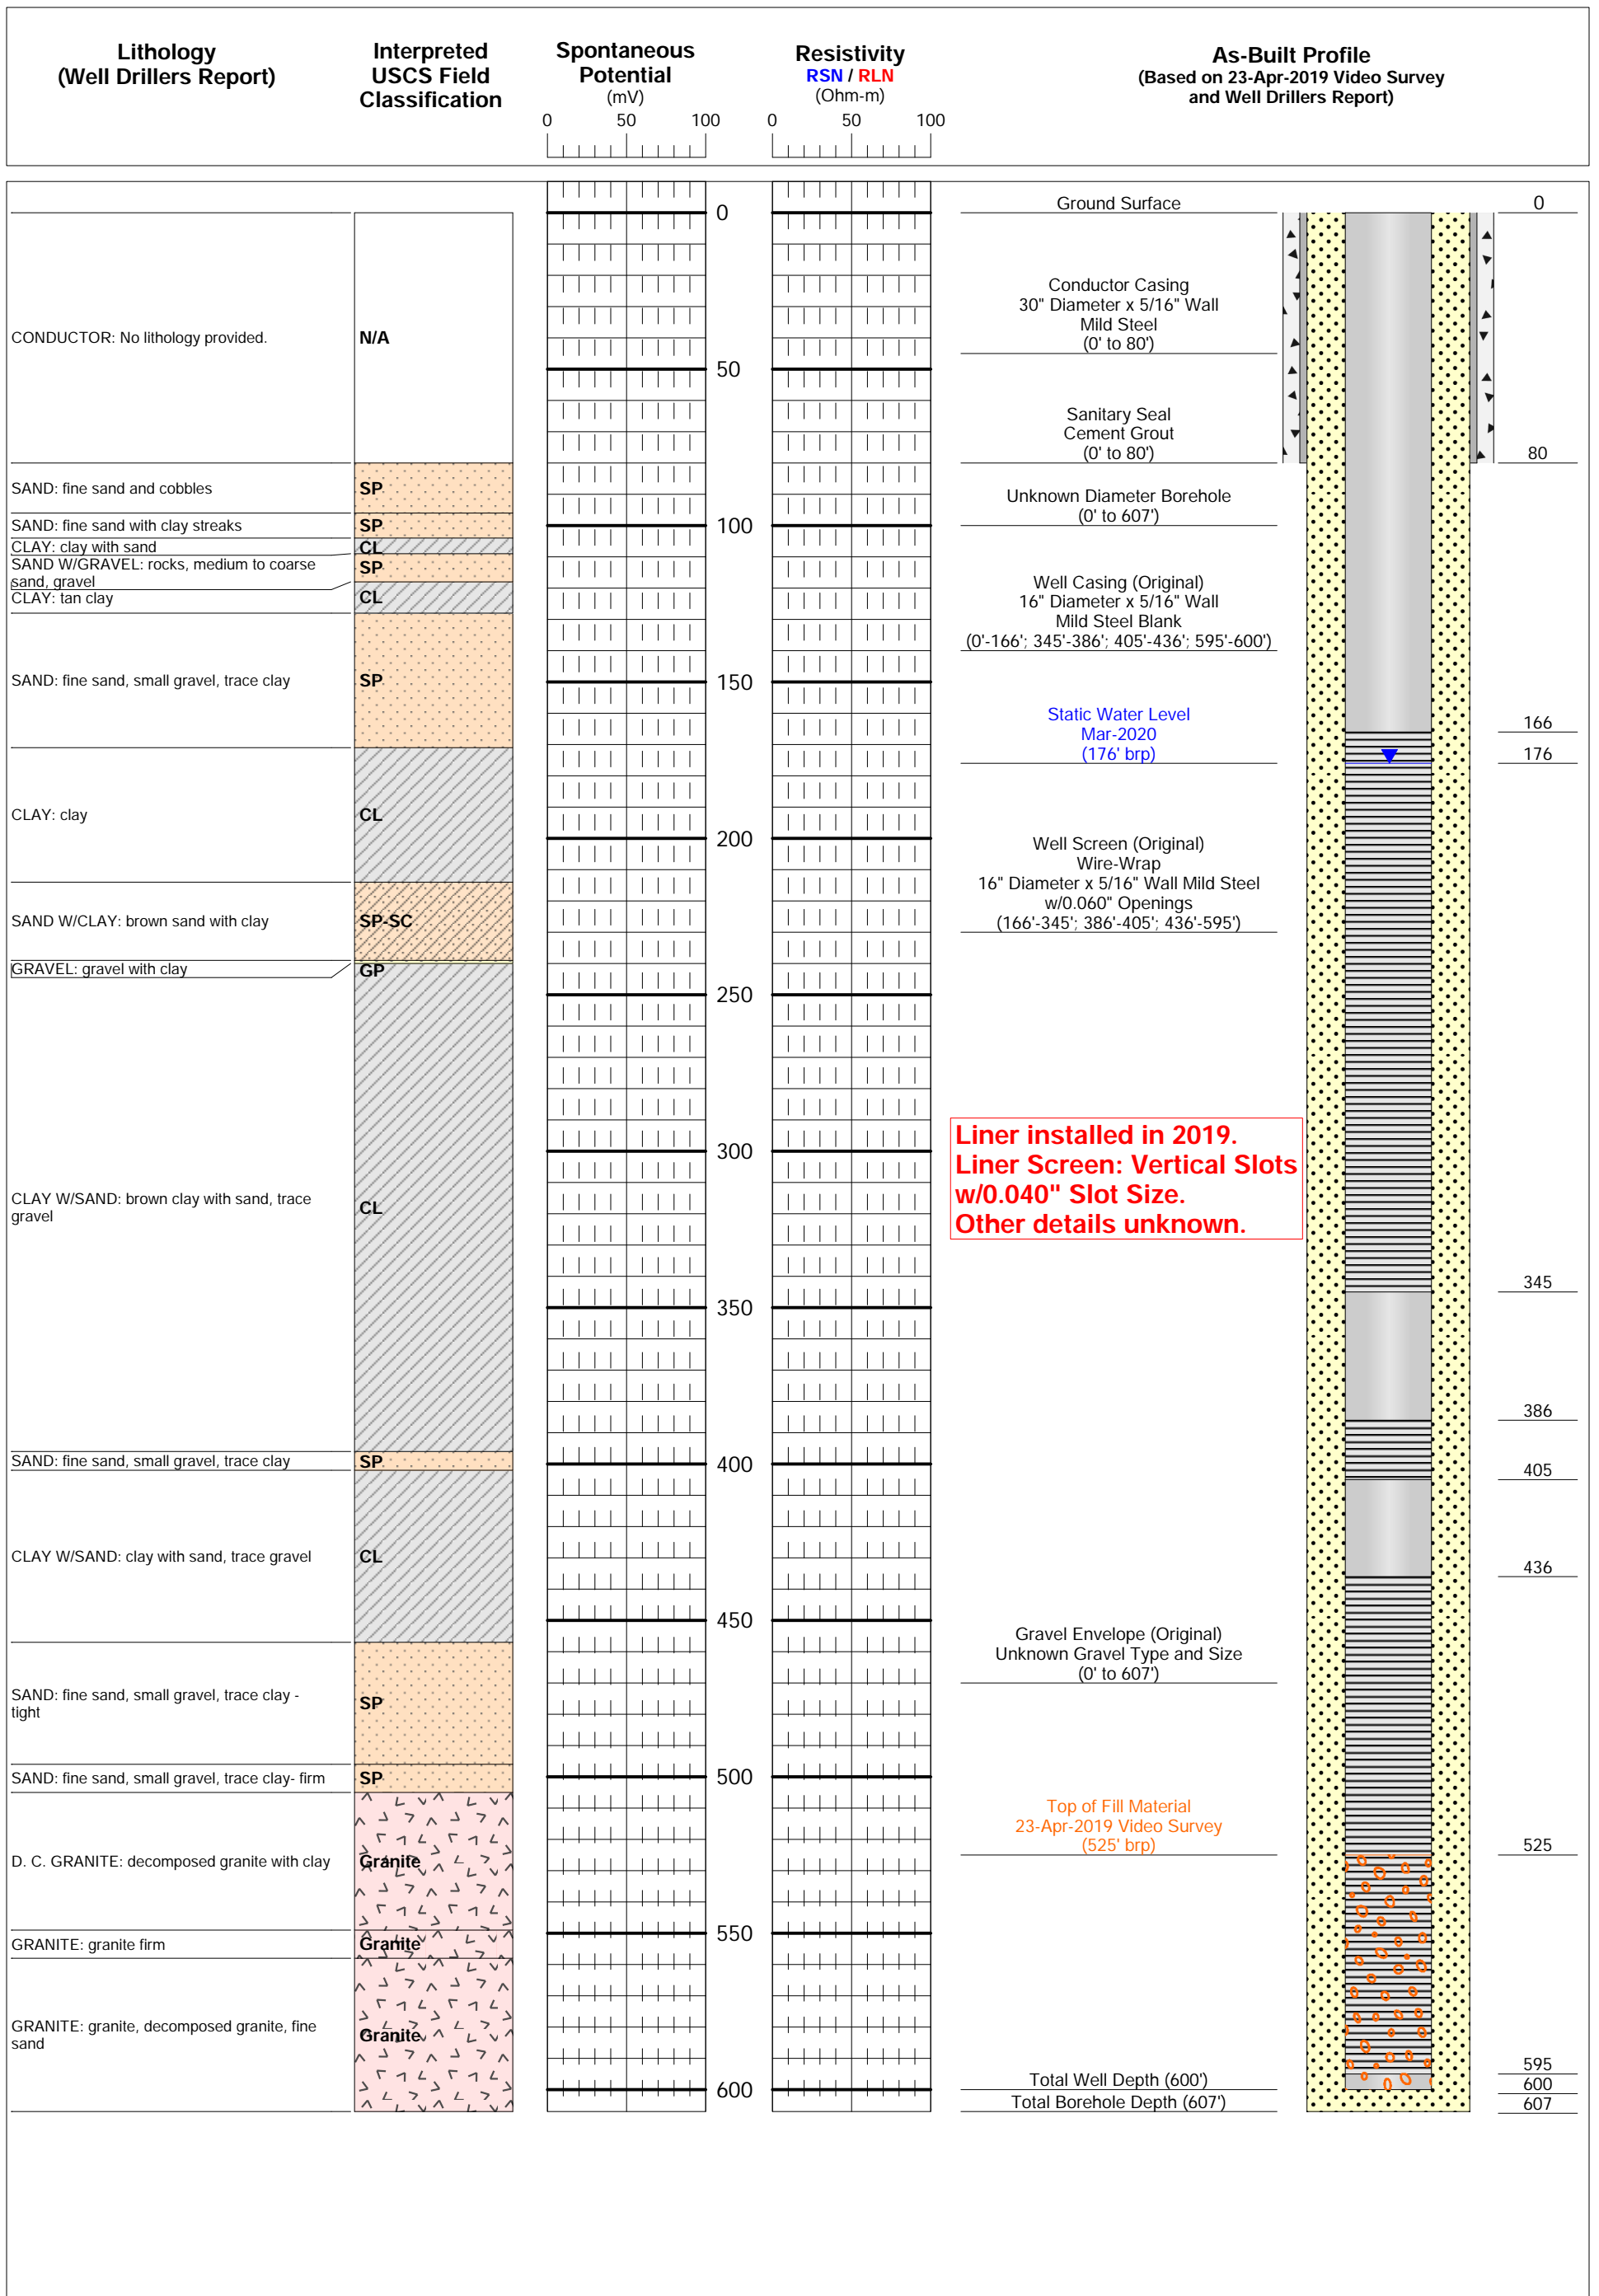 Lithology
(Well Drillers Report)
Interpreted
USCS Field
Classification
Spontaneous
Potential
(mV)
0 50 100
Resistivity
RSN / RLN
(Ohm-m)
0 50 100
As-Built Profile
(Based on 23-Apr-2019 Video Survey
and Well Drillers Report)
CONDUCTOR: No lithology provided.
SAND: fine sand and cobbles
SAND: fine sand with clay streaks
CLAY: clay with sand
SAND W/GRAVEL: rocks, medium to coarse
sand, gravel
CLAY: tan clay
SAND: fine sand, small gravel, trace clay
CLAY: clay
SAND W/CLAY: brown sand with clay
GRAVEL: gravel with clay
CLAY W/SAND: brown clay with sand, trace
gravel
SAND: fine sand, small gravel, trace clay
CLAY W/SAND: clay with sand, trace gravel
SAND: fine sand, small gravel, trace clay -
tight
SAND: fine sand, small gravel, trace clay- firm
D. C. GRANITE: decomposed granite with clay
GRANITE: granite firm
GRANITE: granite, decomposed granite, fine
sand
N/A
SP
SP
CL
SP
CL
SP
CL
SP-SC
GP
CL
SP
CL
SP
SP
Granite
Granite
Granite
0
50
100
150
200
250
300
350
400
450
500
550
600
Ground Surface
Conductor Casing
30" Diameter x 5/16" Wall
Mild Steel
(0' to 80')
Sanitary Seal
Cement Grout
(0' to 80')
Unknown Diameter Borehole
(0' to 607')
Well Casing (Original)
16" Diameter x 5/16" Wall
Mild Steel Blank
(0'-166'; 345'-386'; 405'-436'; 595'-600')
Static Water Level
Mar-2020
(176' brp)
Well Screen (Original)
Wire-Wrap
16" Diameter x 5/16" Wall Mild Steel
w/0.060" Openings
(166'-345'; 386'-405'; 436'-595')
Liner installed in 2019.
Liner Screen: Vertical Slots
w/0.040" Slot Size.
Other details unknown.
Gravel Envelope (Original)
Unknown Gravel Type and Size
(0' to 607')
Top of Fill Material
23-Apr-2019 Video Survey
(525' brp)
Total Well Depth (600')
Total Borehole Depth (607')
0
80
166
176
345
386
405
436
525
595
600
607